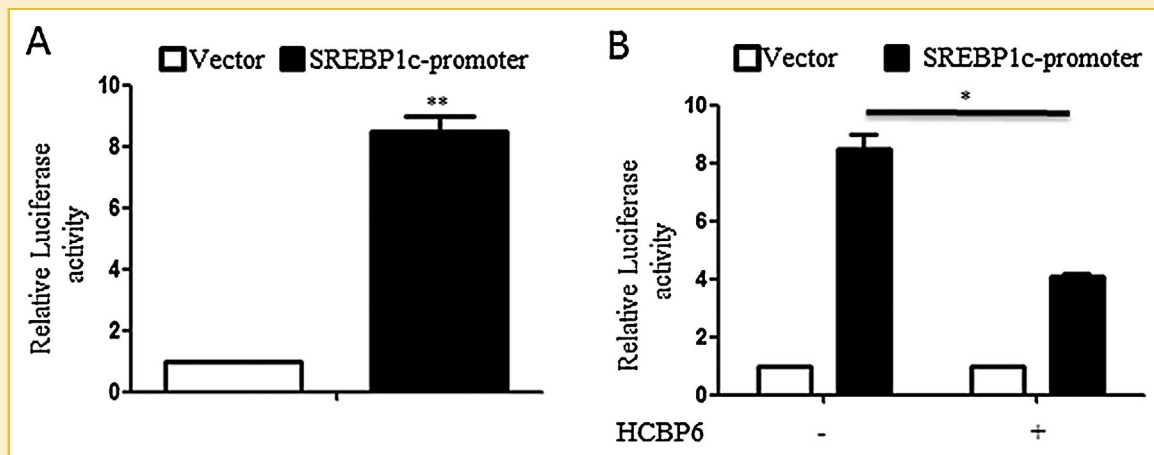 A
Vector SREBP1c-promoter
10
8
6
4
2
0
Relative Luciferase
activity
**
B
Vector SREBP1c-promoter
10
8
6
4
2
0
Relative Luciferase
activity
*
HCBP6 - +